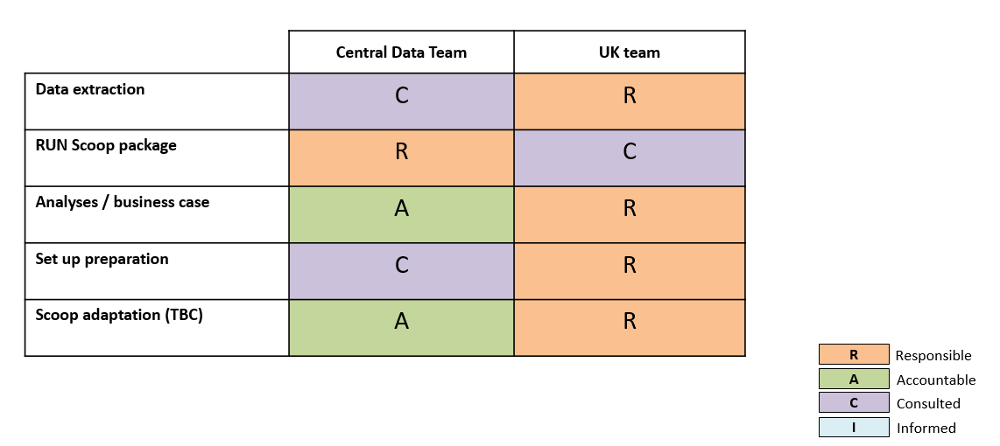 Central Data Team UK team
Data extraction C R
RUN Scoop package R C
Analyses / business case A R
Set up preparation C R
Scoop adaptation (TBC) A R
R Responsible
A Accountable
C Consulted
I Informed